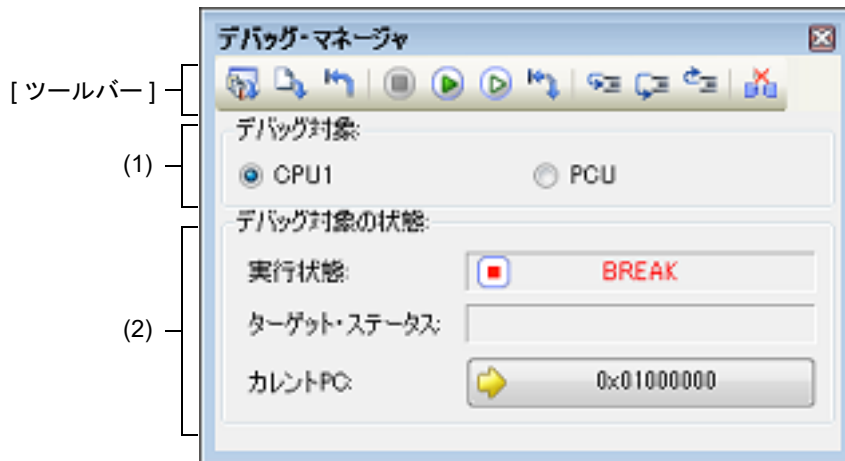 デバッグ・マネージャ
[ ツールバー ]
(1)
デバッグ対象:
CPU1
PCU
(2)
デバッグ対象の状態:
実行状態:
BREAK
ターゲット・ステータス:
カレントPC:
0x01000000